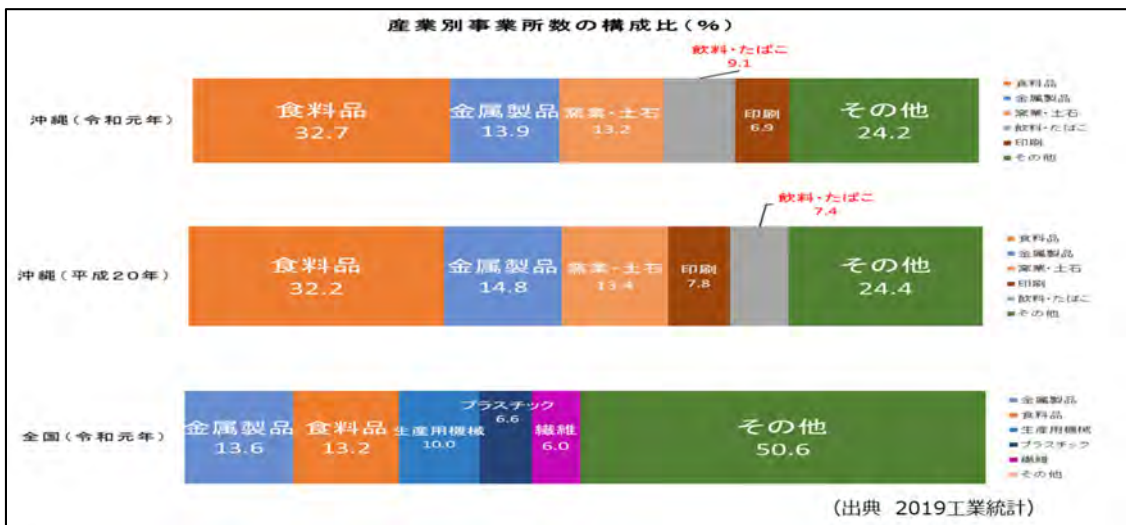 産業別事業所数の構成比(%)
飲料・たばこ
9.1
沖縄(令和元年)
食料品
32.7
金属製品
13.9
窯業・土石
13.2
印刷
6.9
その他
24.2
食料品
金属製品
窯業・土石
飲料・たばこ
印刷
その他
飲料・たばこ
7.4
沖縄(平成20年)
食料品
32.2
金属製品
14.8
窯業・土石
13.4
印刷
7.8
その他
24.4
食料品
金属製品
窯業・土石
印刷
飲料・たばこ
その他
全国(令和元年)
金属製品
13.6
食料品
13.2
生産用機械
10.0
プラスチック
6.6
繊維
6.0
その他
50.6
金属製品
食料品
生産用機械
プラスチック
繊維
その他
(出典 2019工業統計)